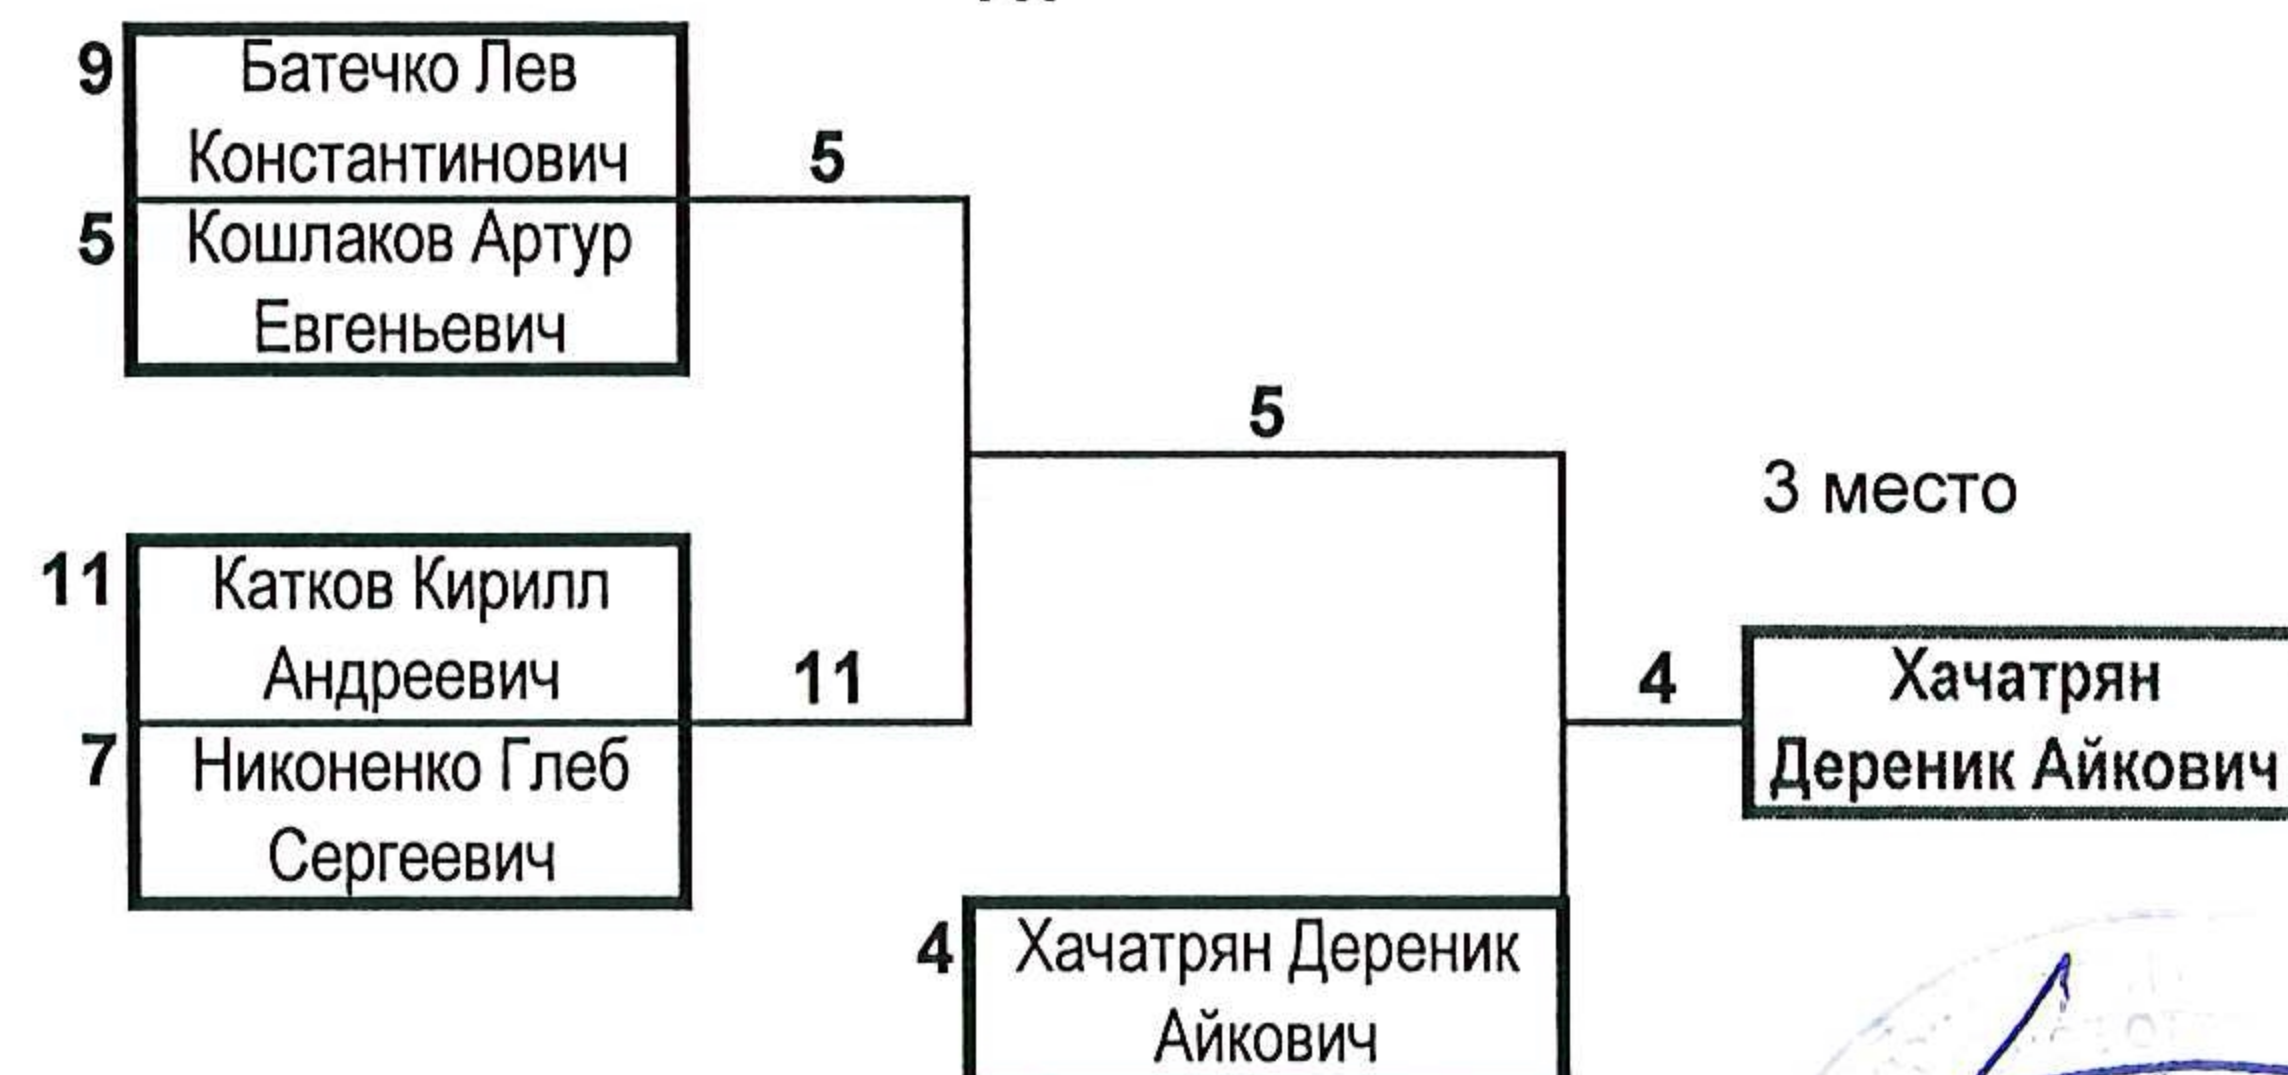 9 Батечко Лев
Константинович
5
5 Кошлаков Артур
Евгеньевич
5
3 место
11 Катков Кирилл
Андреевич
11
4
Хачатрян
Дереник Айкович
7 Никоненко Глеб
Сергеевич
4 Хачатрян Дереник
Айкович